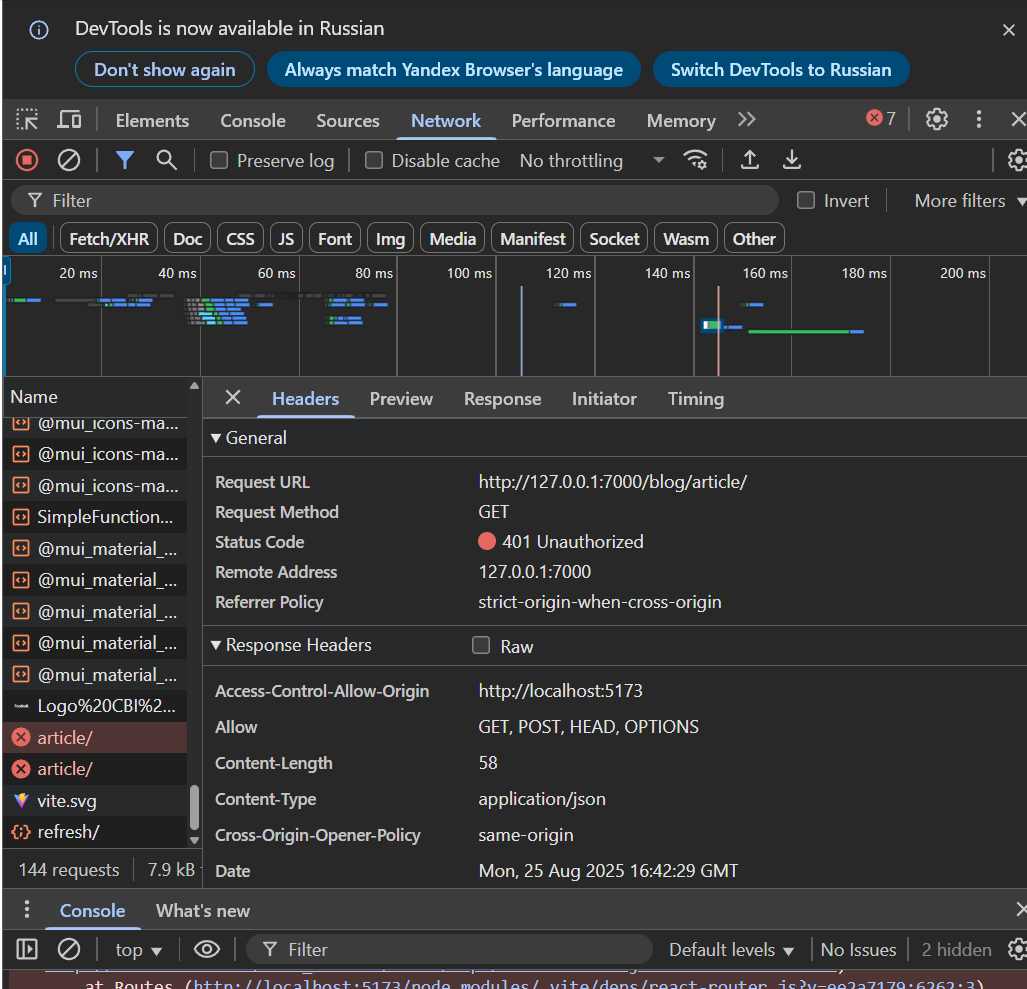 DevTools is now available in Russian
Don't show again Always match Yandex Browser's language Switch DevTools to Russian
Elements Console Sources Network Performance Memory 7
Preserve log Disable cache No throttling
Filter Invert More filters
All Fetch/XHR Doc CSS JS Font Img Media Manifest Socket Wasm Other
20 ms 40 ms 60 ms 80 ms 100 ms 120 ms 140 ms 160 ms 180 ms 200 ms
Name
@mui_icons-ma...
@mui_icons-ma...
@mui_icons-ma...
SimpleFunction...
@mui_material_...
@mui_material_...
@mui_material_...
@mui_material_...
@mui_material_...
Logo%20CBI%2...
article/
article/
vite.svg
refresh/
144 requests 7.9 kB
Headers Preview Response Initiator Timing
General
Request URL http://127.0.0.1:7000/blog/article/
Request Method GET
Status Code 401 Unauthorized
Remote Address 127.0.0.1:7000
Referrer Policy strict-origin-when-cross-origin
Response Headers Raw
Access-Control-Allow-Origin http://localhost:5173
Allow GET, POST, HEAD, OPTIONS
Content-Length 58
Content-Type application/json
Cross-Origin-Opener-Policy same-origin
Date Mon, 25 Aug 2025 16:42:29 GMT
Console What's new
top Filter Default levels No Issues 2 hidden
at Routes (http://localhost:5173/node_modules/.vite/deps/react-router.js?v=ee2a7179:6262:3)